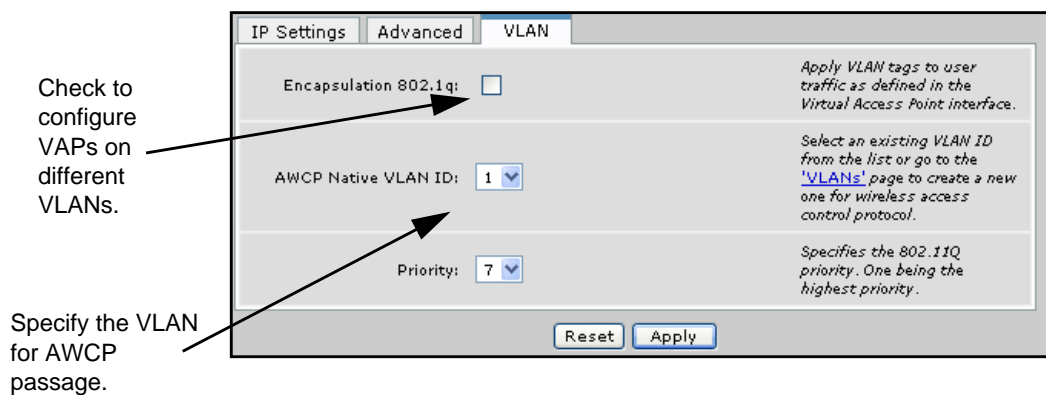 IP Settings Advanced VLAN
Check to
configure
VAPs on
different
VLANs.
Encapsulation 802.1q:
Apply VLAN tags to user
traffic as defined in the
Virtual Access Point interface.
AWCP Native VLAN ID: 1
Select an existing VLAN ID
from the list or go to the
'VLANs' page to create a new
one for wireless access
control protocol.
Priority: 7
Specifies the 802.11Q
priority. One being the
highest priority.
Specify the VLAN
for AWCP
passage.
Reset Apply